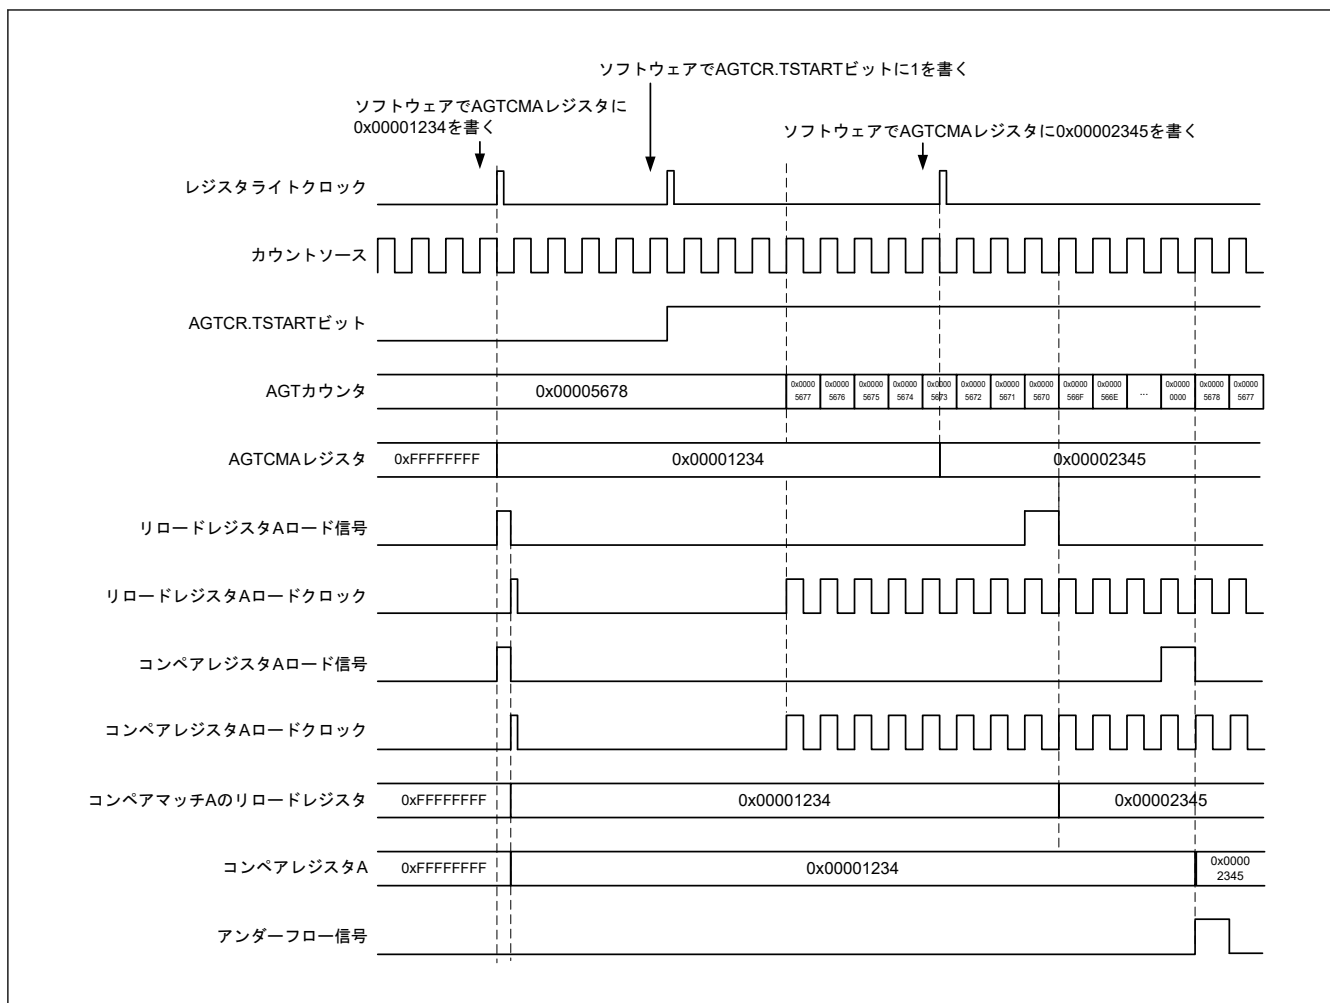 ソフトウェアでAGTCR.TSTARTビットに1を書く
ソフトウェアでAGTCMAレジスタに
0x00001234を書く
ソフトウェアでAGTCMAレジスタに0x00002345を書く
レジスタライトクロック
カウントソース
AGTCR.TSTARTビット
AGTカウンタ
0x00005678
0x0000 0x0000 0x0000 0x0000 0x0000 0x0000 0x0000 0x0000 0x0000 0x0000 ... 0x0000 0x0000 0x0000
5677 5676 5675 5674 5673 5672 5671 5670 566F 566E 0000 5678 5677
AGTCMAレジスタ 0xFFFFFFFF 0x00001234 0x00002345
リロードレジスタAロード信号
リロードレジスタAロードクロック
コンペアレジスタAロード信号
コンペアレジスタAロードクロック
コンペアマッチAのリロードレジスタ 0xFFFFFFFF 0x00001234 0x00002345
コンペアレジスタA 0xFFFFFFFF 0x00001234 0x0000
2345
アンダーフロー信号